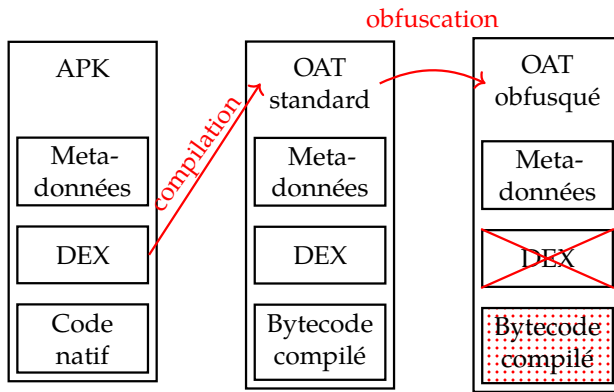 obfuscation
APK
Meta-
données
DEX
Code
natif
compilation
OAT
standard
Meta-
données
DEX
Bytecode
compilé
OAT
obfusqué
Meta-
données
DEX
Bytecode
compilé